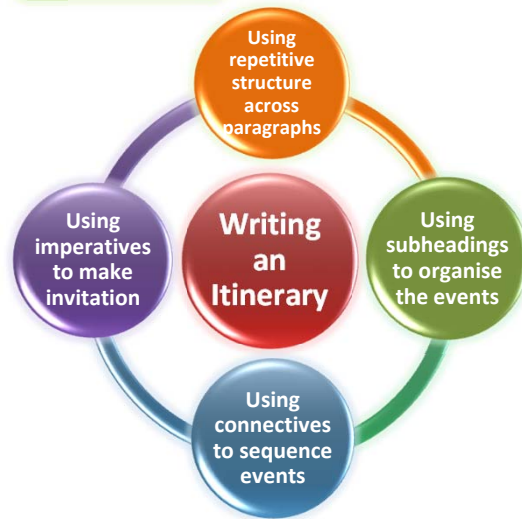 Using
repetitive
structure
across
paragraphs
Using
imperatives
to make
invitation
Writing
an
Itinerary
Using
subheadings
to organise
the events
Using
connectives
to sequence
events